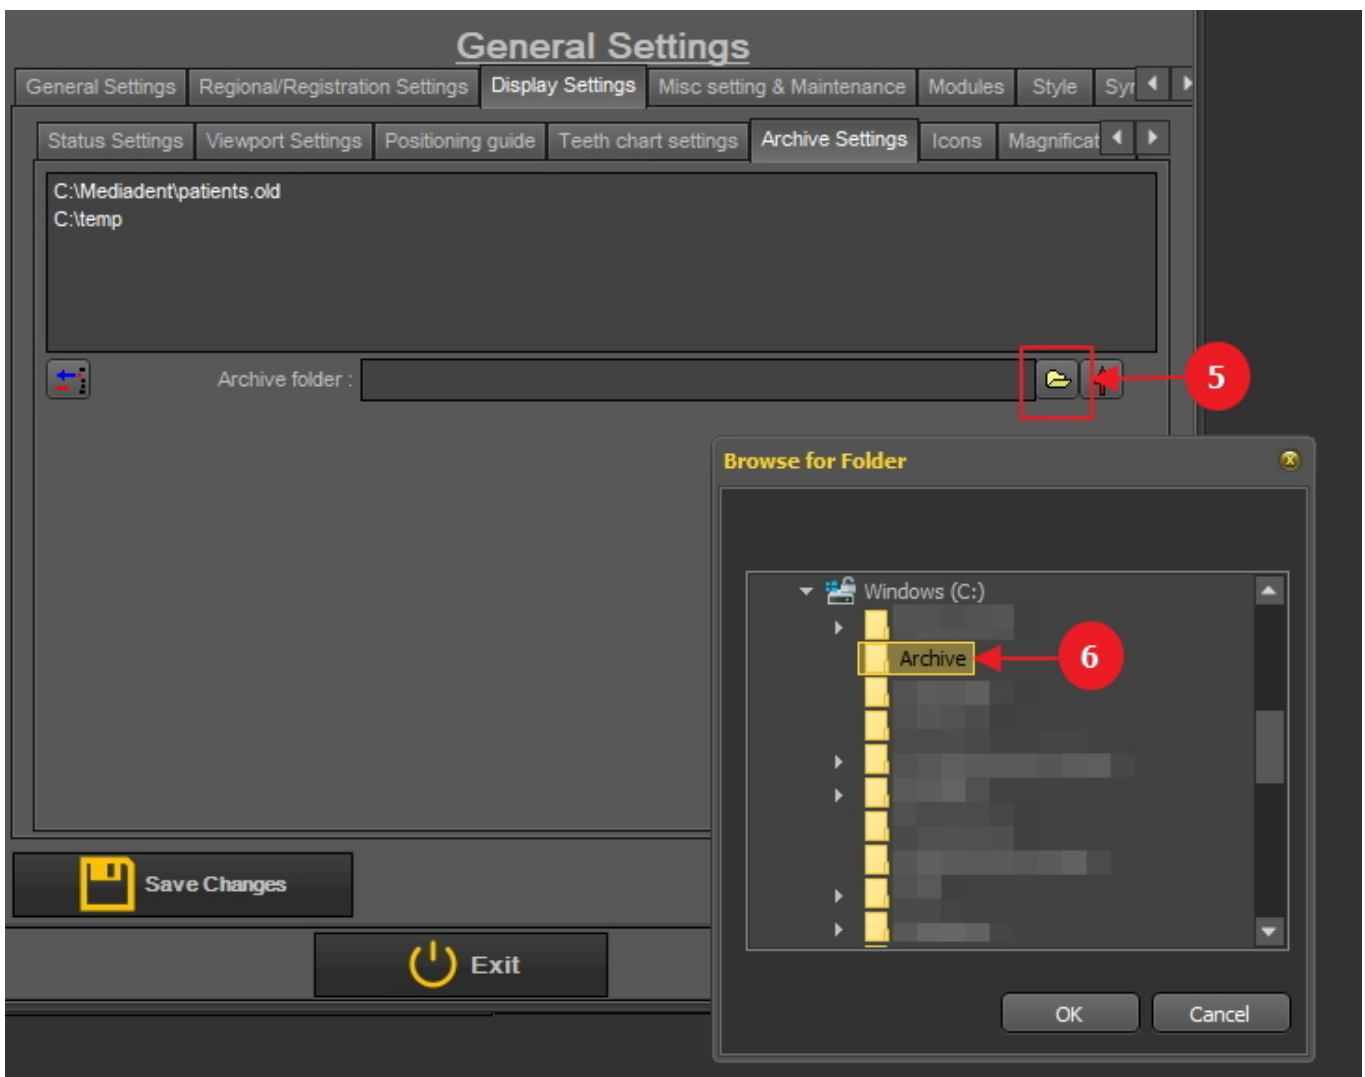 General Settings
General Settings Regional/Registration Settings Display Settings Misc setting & Maintenance Modules Style Syr
Status Settings Viewport Settings Positioning guide Teeth chart settings Archive Settings Icons Magnificat
C:\Mediadent\patients.old
C:\temp
Archive folder :
5
Browse for Folder
Windows (C:)
Archive
6
Save Changes
Exit
OK Cancel